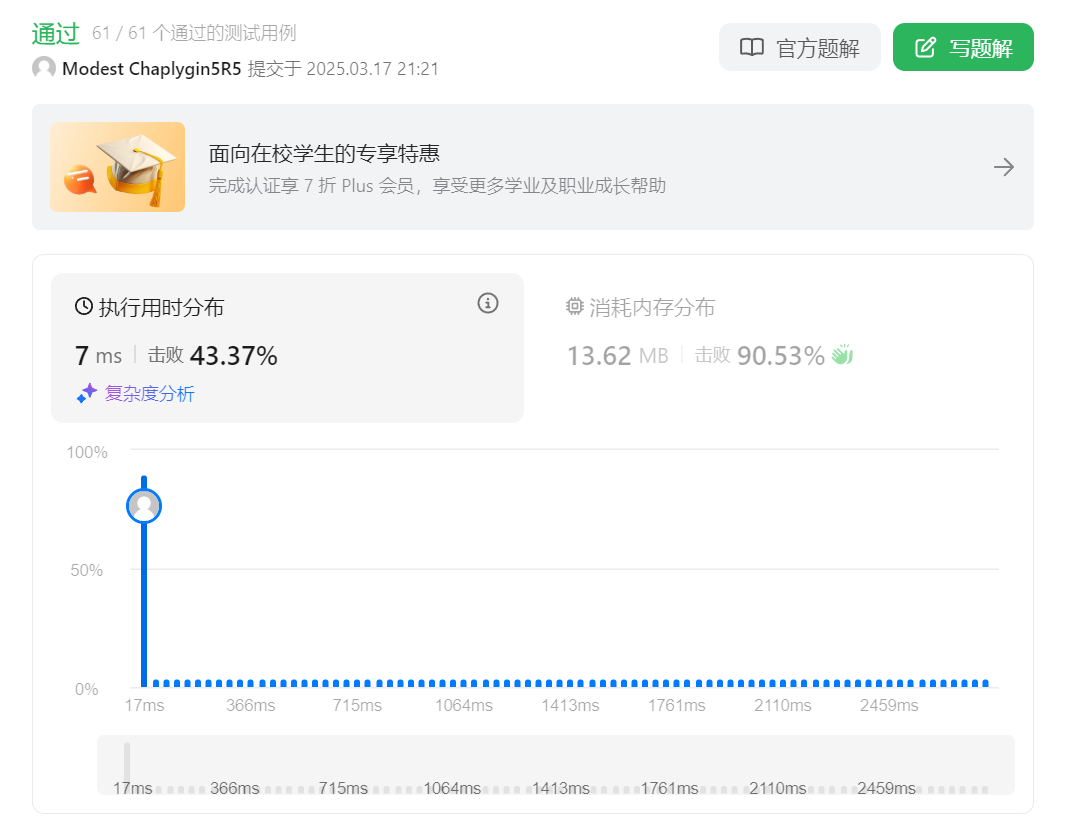 通过 61 / 61 个通过的测试用例
Modest Chaplygin5R5 提交于 2025.03.17 21:21
官方题解
写题解
面向在校学生的专享特惠
完成认证享 7 折 Plus 会员，享受更多学业及职业成长帮助
执行用时分布
7 ms 击败 43.37%
复杂度分析
消耗内存分布
13.62 MB 击败 90.53%
100%
50%
0%
17ms 366ms 715ms 1064ms 1413ms 1761ms 2110ms 2459ms
17ms 366ms 715ms 1064ms 1413ms 1761ms 2110ms 2459ms